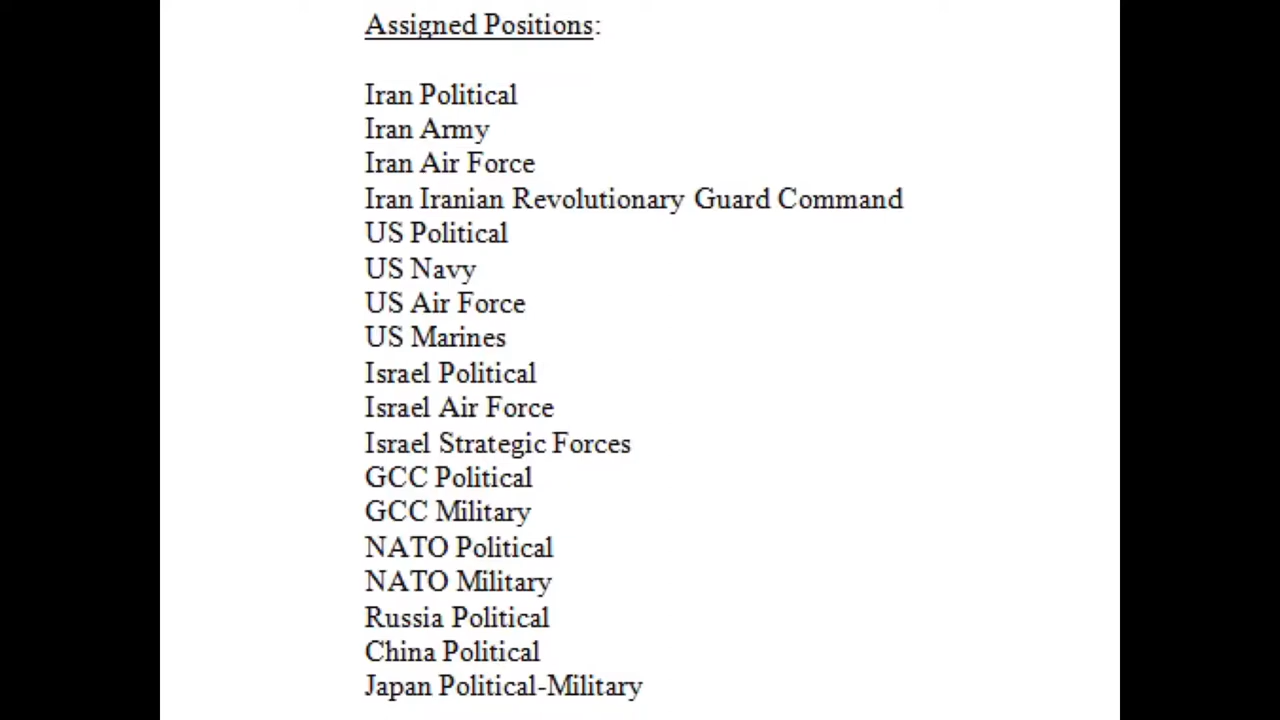 Assigned Positions:
Iran Political
Iran Army
Iran Air Force
Iran Iranian Revolutionary Guard Command
US Political
US Navy
US Air Force
US Marines
Israel Political
Israel Air Force
Israel Strategic Forces
GCC Political
GCC Military
NATO Political
NATO Military
Russia Political
China Political
Japan Political-Military